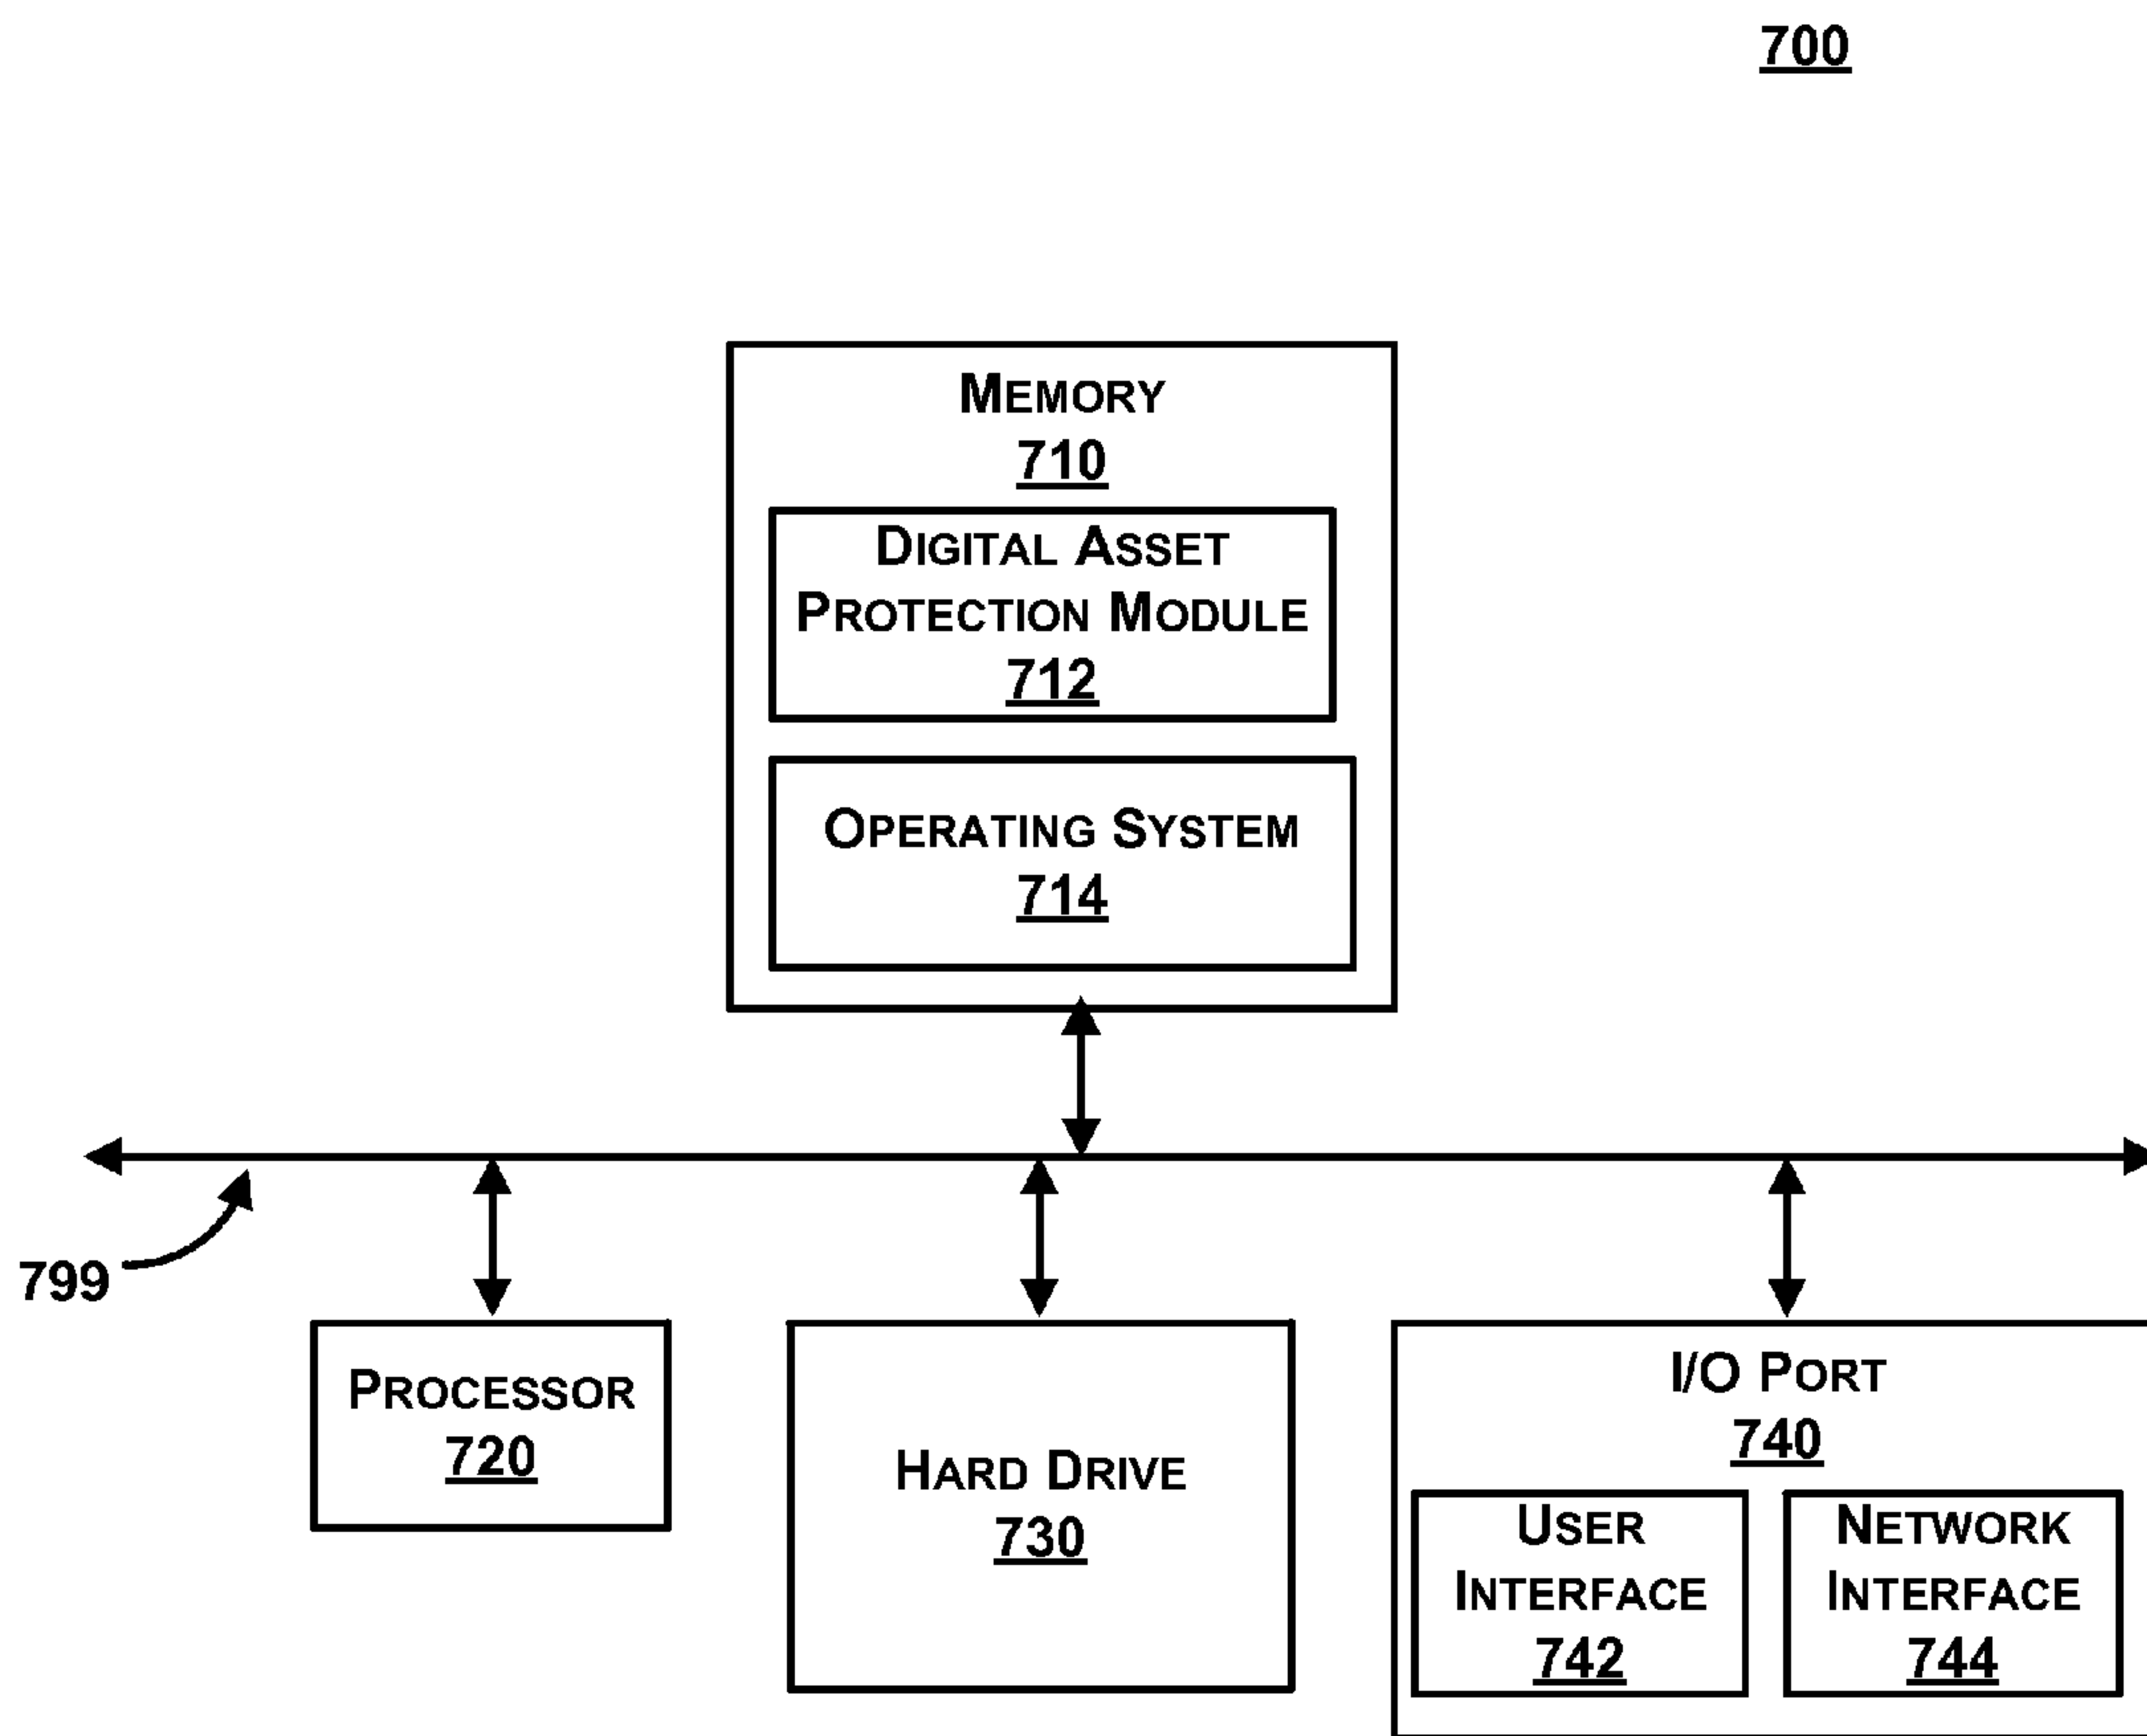 700
MEMORY
710
DIGITAL ASSET
PROTECTION MODULE
712
OPERATING SYSTEM
714
799
PROCESSOR
720
HARD DRIVE
730
I/O PORT
740
USER
INTERFACE
742
NETWORK
INTERFACE
744